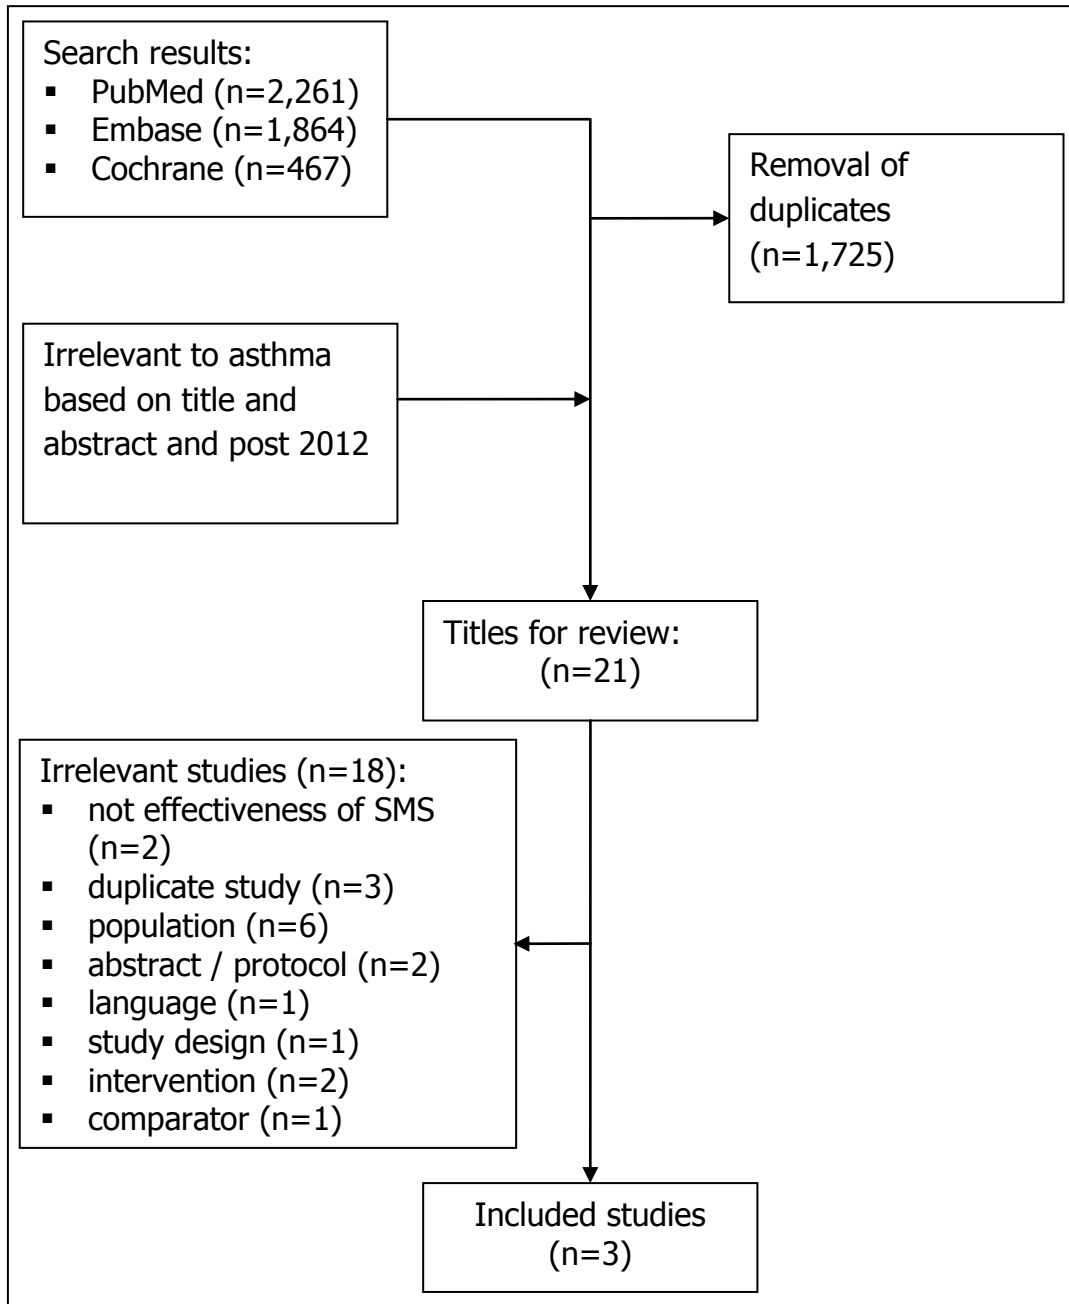 Search results:
▪ PubMed (n=2,261)
▪ Embase (n=1,864)
▪ Cochrane (n=467)
Removal of
duplicates
(n=1,725)
Irrelevant to asthma
based on title and
abstract and post 2012
Titles for review:
(n=21)
Irrelevant studies (n=18):
▪ not effectiveness of SMS
(n=2)
▪ duplicate study (n=3)
▪ population (n=6)
▪ abstract / protocol (n=2)
▪ language (n=1)
▪ study design (n=1)
▪ intervention (n=2)
▪ comparator (n=1)
Included studies
(n=3)